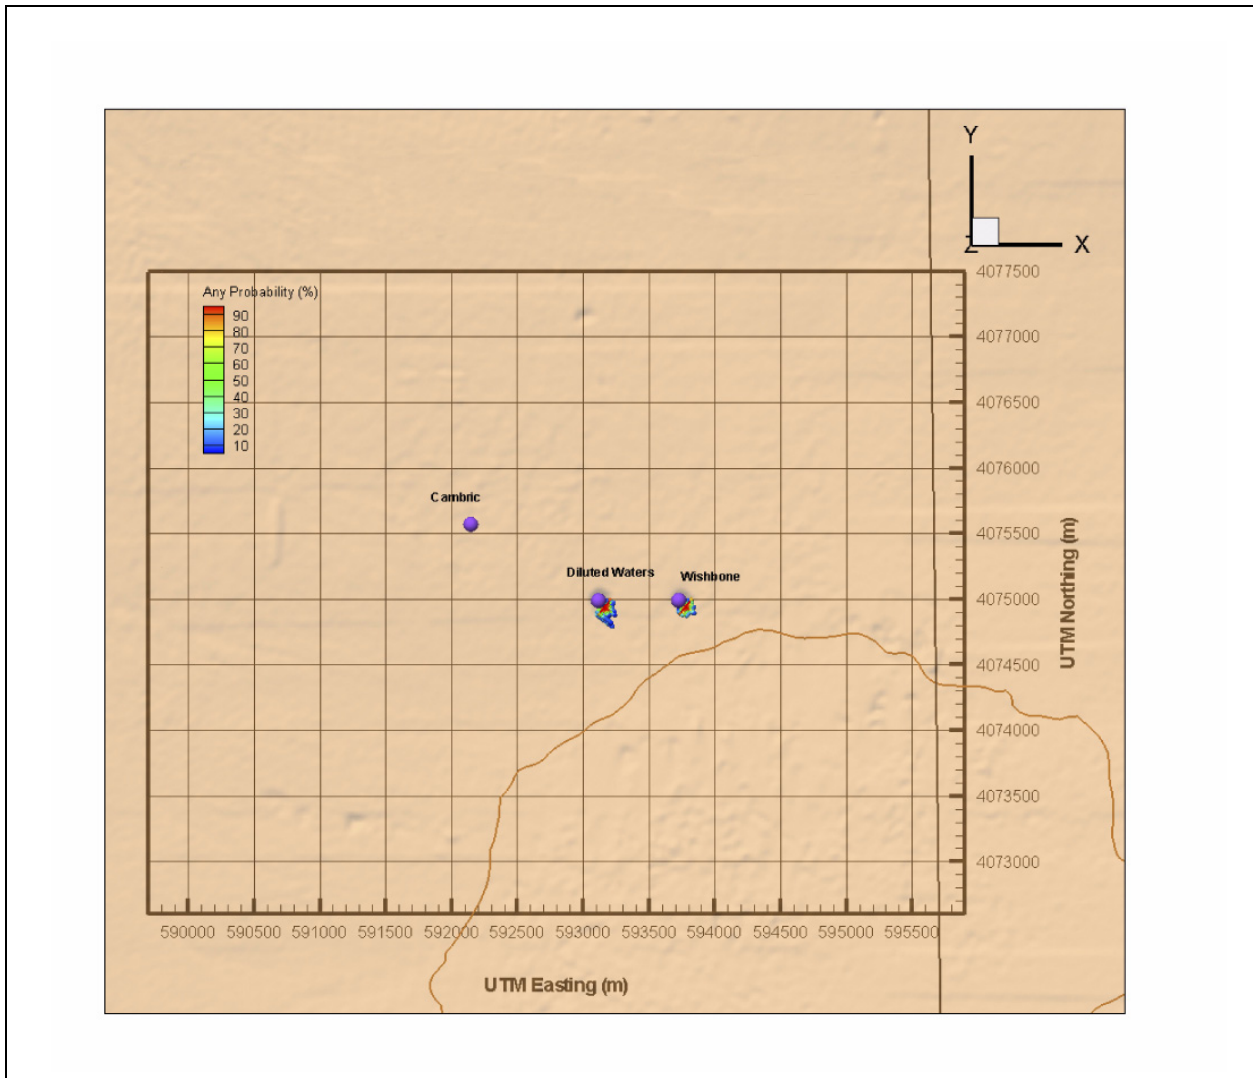 Y
Z
X
4077500
Any Probability (%)
90
80
70
60
50
40
30
20
10
4077000
4076500
4076000
Cambric
4075500
Diluted Waters
Wishbone
4075000
4074500
4074000
4073500
4073000
UTM Northing (m)
590000 590500 591000 591500 592000 592500 593000 593500 594000 594500 595000 595500
UTM Easting (m)